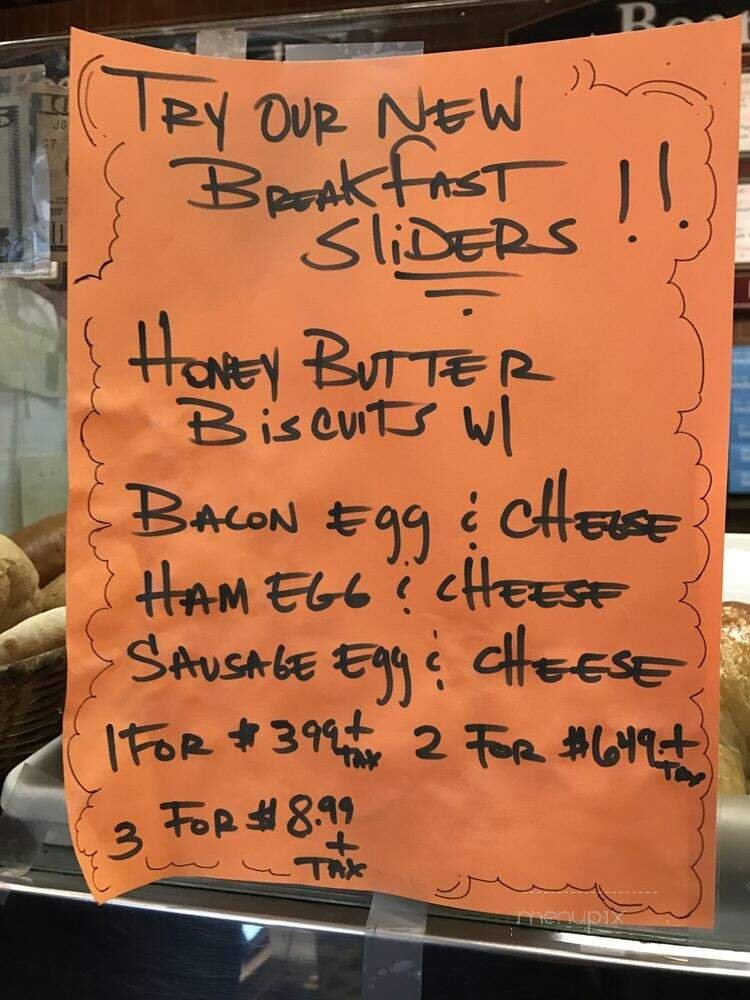 TRY OUR NEW
BREAKfAST !!
SLiDERS
HONEY BUTTER
BiSCUITS W/
BACON Egg & CHEESE
HAM EGG & CHEESE
SAUSAGE Egg & CHEESE
1 FOR $3.99 + TAX 2 FOR $6.49 + TAX
3 FOR $8.99
+
TAX
menupix